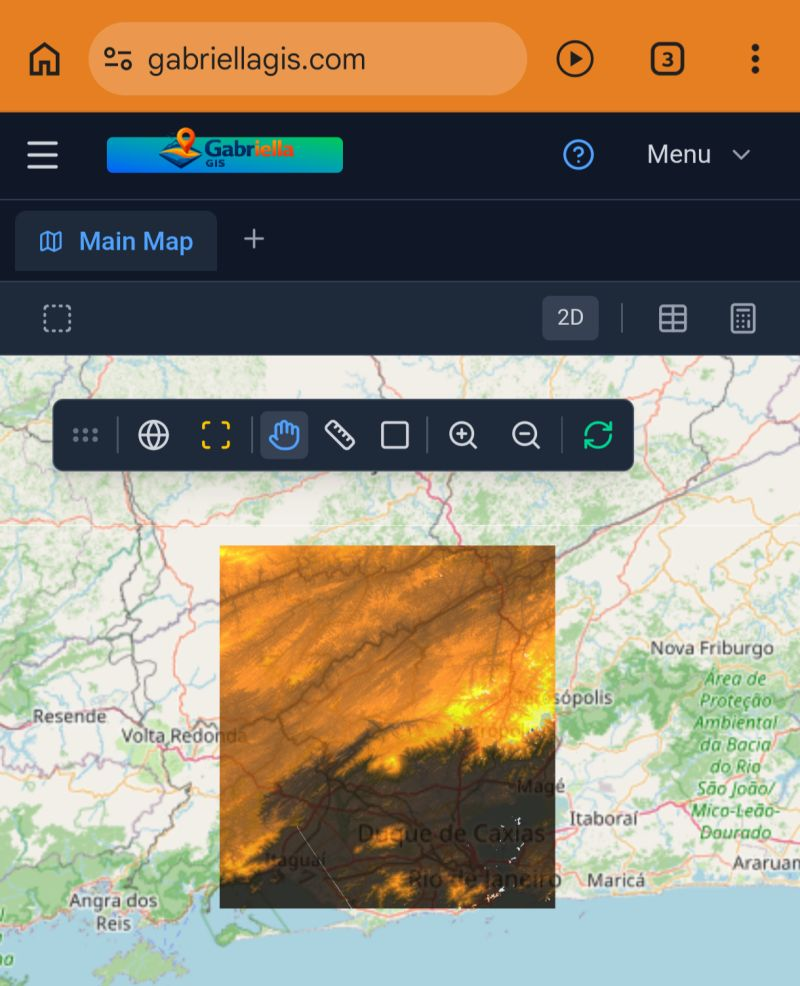 gabriellagis.com
3
Gabriella
GIS
?
Menu
Main Map
2D
Nova Friburgo
Área de
Proteção
Ambiental
da Bacia
do Rio
São João/
Mico-Leão-
Dourado
Resende
Volta Redonda
Magé
Itaboraí
Duque de Caxias
Itaguaí
Rio de Janeiro
Maricá
Araruam
Angra dos
Reis